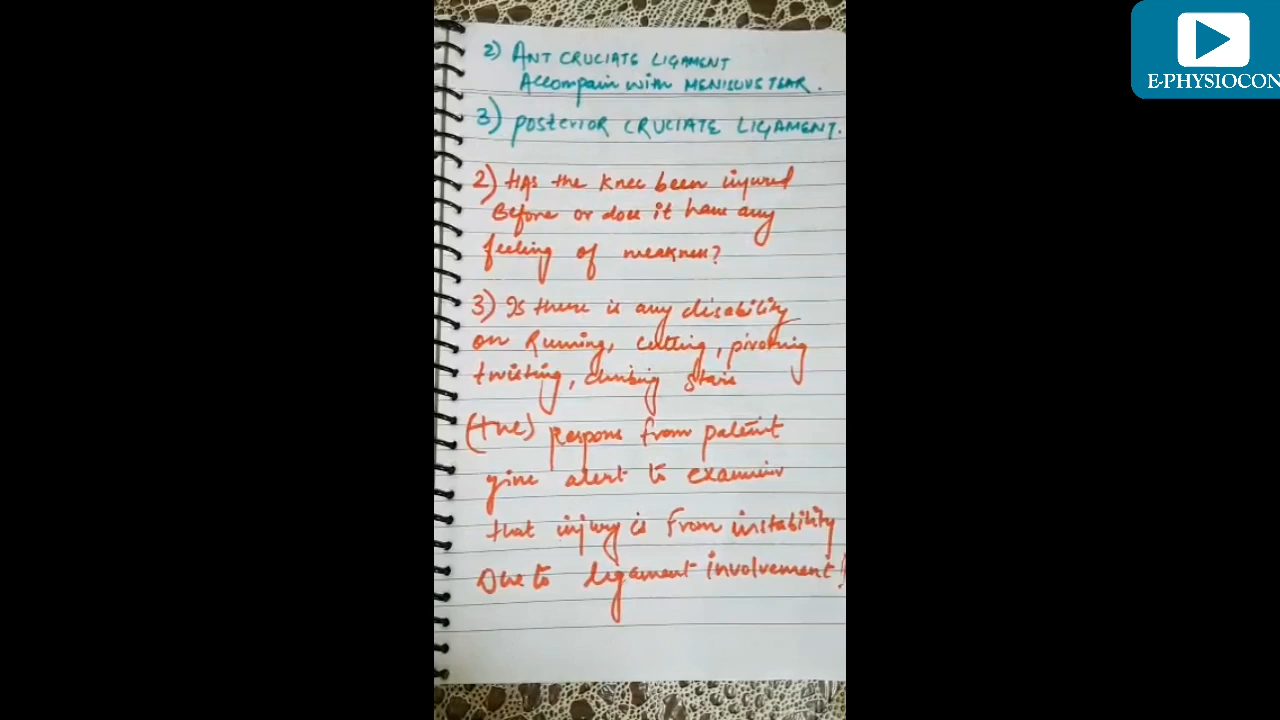 2) ANT CRUCIATE LIGAMENT
Accompain with MENISCUS TEAR.
3) Posterior CRUCIATE LIGAMENT.
2) HAs the Knee been injured
Before or does it have any
feeling of weakness?
3) Is there is any disability
on Running, Cutting, pivoting
twisting, climbing stairs
(+ve) Respons from patient
give alert to examiner
that injury is From instability
Due to ligament involvement!
E-PHYSIOCON